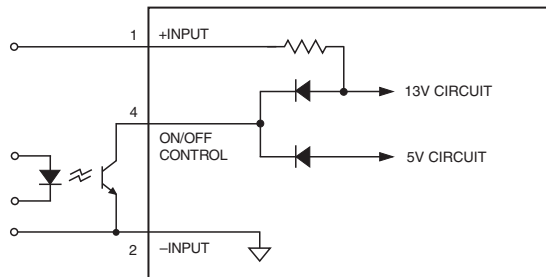 1 +INPUT
13V CIRCUIT
4
ON/OFF
CONTROL
5V CIRCUIT
2 –INPUT